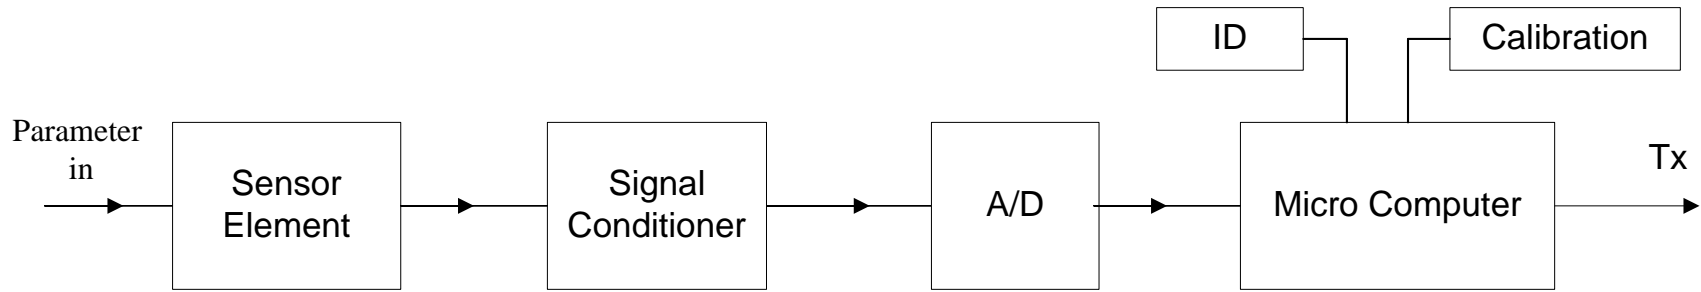 ID
Calibration
Parameter
in
Sensor
Element
Signal
Conditioner
A/D
Micro Computer
Tx